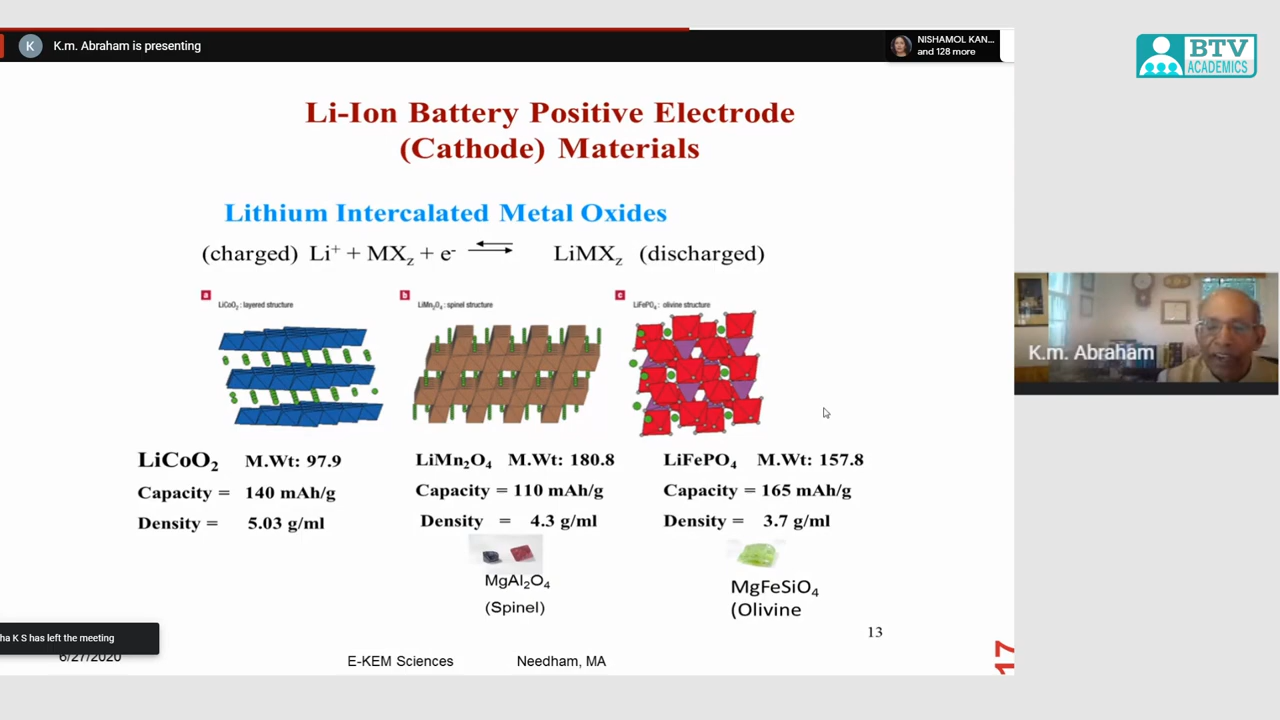 K
K.m. Abraham is presenting
NISHAMOL KAN...
and 128 more
BTV
ACADEMICS
Li-Ion Battery Positive Electrode
(Cathode) Materials
Lithium Intercalated Metal Oxides
(charged) Li⁺ + MXz + e⁻ ⇄ LiMXz (discharged)
a LiCoO₂ : layered structure
b LiMn₂O₄ : spinel structure
c LiFePO₄ : olivine structure
K.m. Abraham
LiCoO₂ M.Wt: 97.9
Capacity = 140 mAh/g
Density = 5.03 g/ml
LiMn₂O₄ M.Wt: 180.8
Capacity = 110 mAh/g
Density = 4.3 g/ml
LiFePO₄ M.Wt: 157.8
Capacity = 165 mAh/g
Density = 3.7 g/ml
MgAl₂O₄
(Spinel)
MgFeSiO₄
(Olivine
13
17
ha K S has left the meeting
6/27/2020
E-KEM Sciences Needham, MA